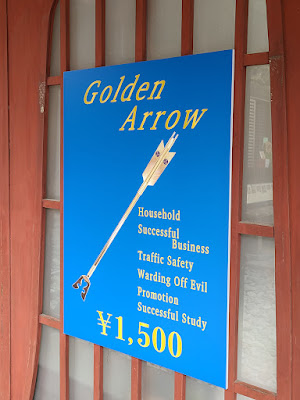 Golden
Arrow
Household
Successful
Business
Traffic Safety
Warding Off Evil
Promotion
Successful Study
¥1,500